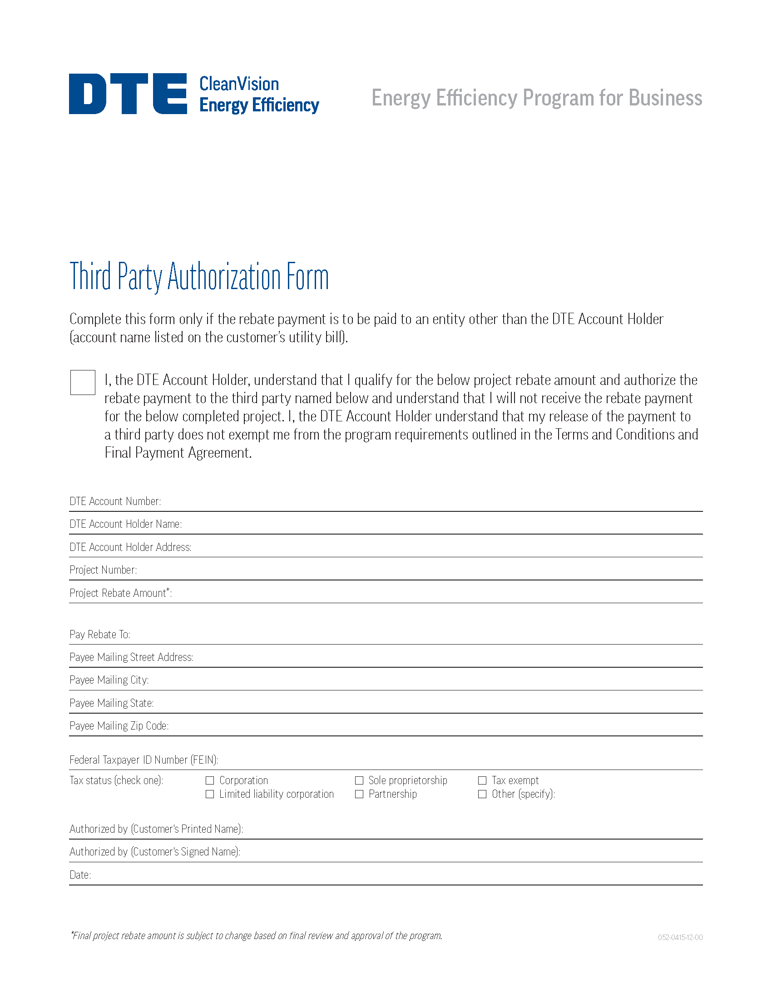 DTE CleanVision
Energy Efficiency
Energy Efficiency Program for Business
Third Party Authorization Form
Complete this form only if the rebate payment is to be paid to an entity other than the DTE Account Holder
(account name listed on the customer’s utility bill).
I, the DTE Account Holder, understand that I qualify for the below project rebate amount and authorize the
rebate payment to the third party named below and understand that I will not receive the rebate payment
for the below completed project. I, the DTE Account Holder understand that my release of the payment to
a third party does not exempt me from the program requirements outlined in the Terms and Conditions and
Final Payment Agreement.
DTE Account Number:
DTE Account Holder Name:
DTE Account Holder Address:
Project Number:
Project Rebate Amount*:
Pay Rebate To:
Payee Mailing Street Address:
Payee Mailing City:
Payee Mailing State:
Payee Mailing Zip Code:
Federal Taxpayer ID Number (FEIN):
Tax status (check one): Corporation Sole proprietorship Tax exempt
Limited liability corporation Partnership Other (specify):
Authorized by (Customer's Printed Name):
Authorized by (Customer's Signed Name):
Date:
*Final project rebate amount is subject to change based on final review and approval of the program.
052-0415-12-00